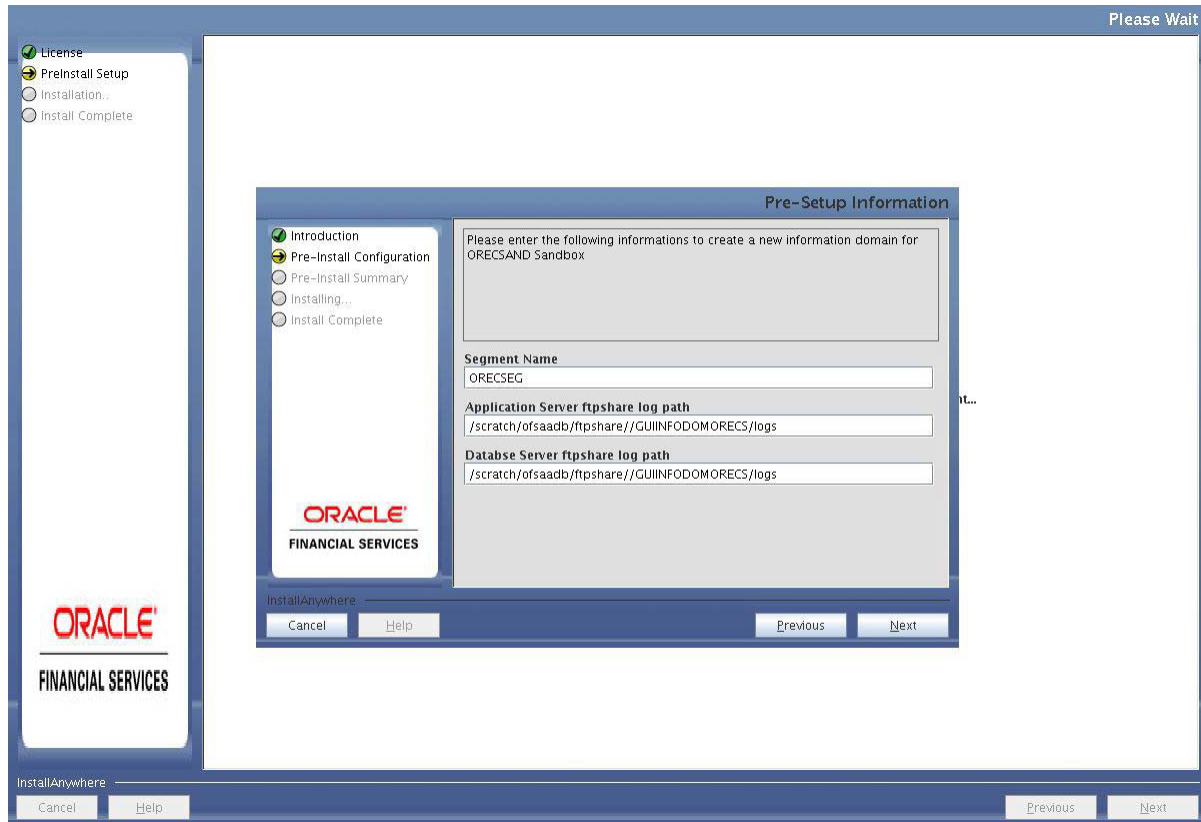 Please Wait
License
PreInstall Setup
Installation..
Install Complete
Pre-Setup Information
Introduction
Pre-Install Configuration
Pre-Install Summary
Installing...
Install Complete
Please enter the following informations to create a new information domain for
ORECSAND Sandbox
Segment Name
ORECSEG
Application Server ftpshare log path
/scratch/ofsaadb/ftpshare//GUIINFODOMORECS/logs
Databse Server ftpshare log path
/scratch/ofsaadb/ftpshare//GUIINFODOMORECS/logs
nt...
ORACLE'
FINANCIAL SERVICES
InstallAnywhere
Cancel
Help
Previous
Next
ORACLE'
FINANCIAL SERVICES
InstallAnywhere
Cancel
Help
Previous
Next